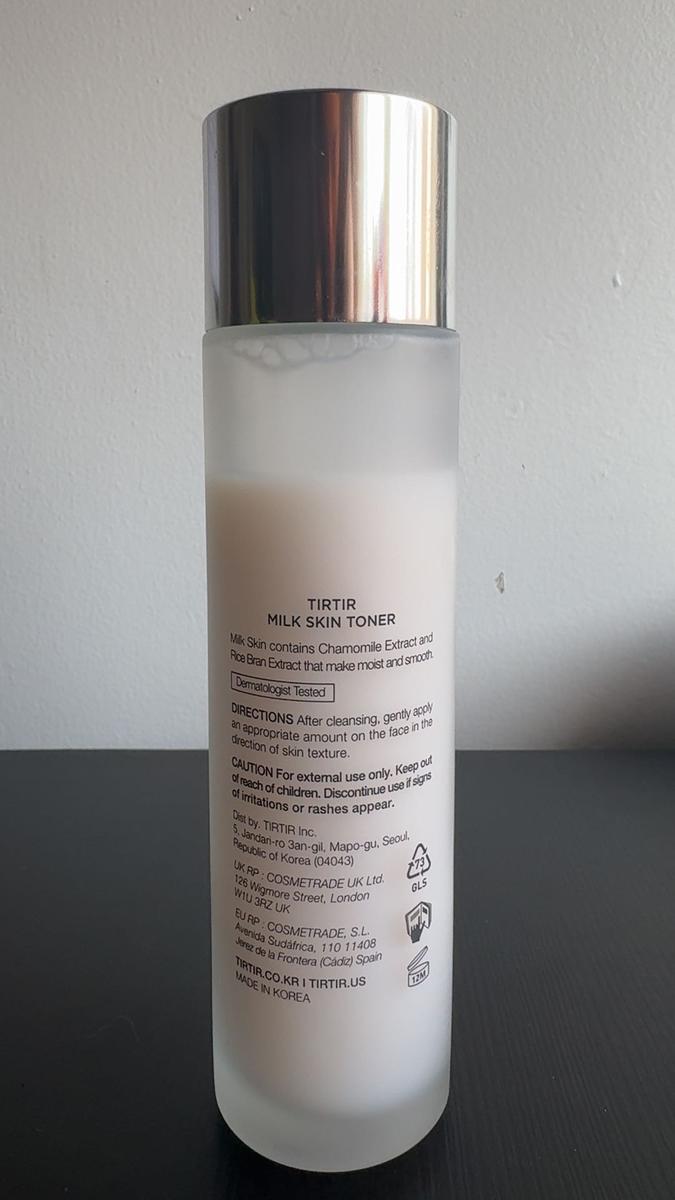 TIRTIR
MILK SKIN TONER
Milk Skin contains Chamomile Extract and
Rice Bran Extract that make moist and smooth.
Dermatologist Tested
DIRECTIONS After cleansing, gently apply
an appropriate amount on the face in the
direction of skin texture.
CAUTION For external use only. Keep out
of reach of children. Discontinue use if signs
of irritations or rashes appear.
Dist by. TIRTIR Inc.
5, Jandari-ro 3an-gil, Mapo-gu, Seoul,
Republic of Korea (04043)
UK RP : COSMETRADE UK Ltd.
126 Wigmore Street, London
W1U 3RZ UK
EU RP : COSMETRADE, S.L.
Avenida Sudáfrica, 110 11408
Jerez de la Frontera (Cádiz) Spain
TIRTIR.CO.KR I TIRTIR.US
MADE IN KOREA
73
GLS
12M